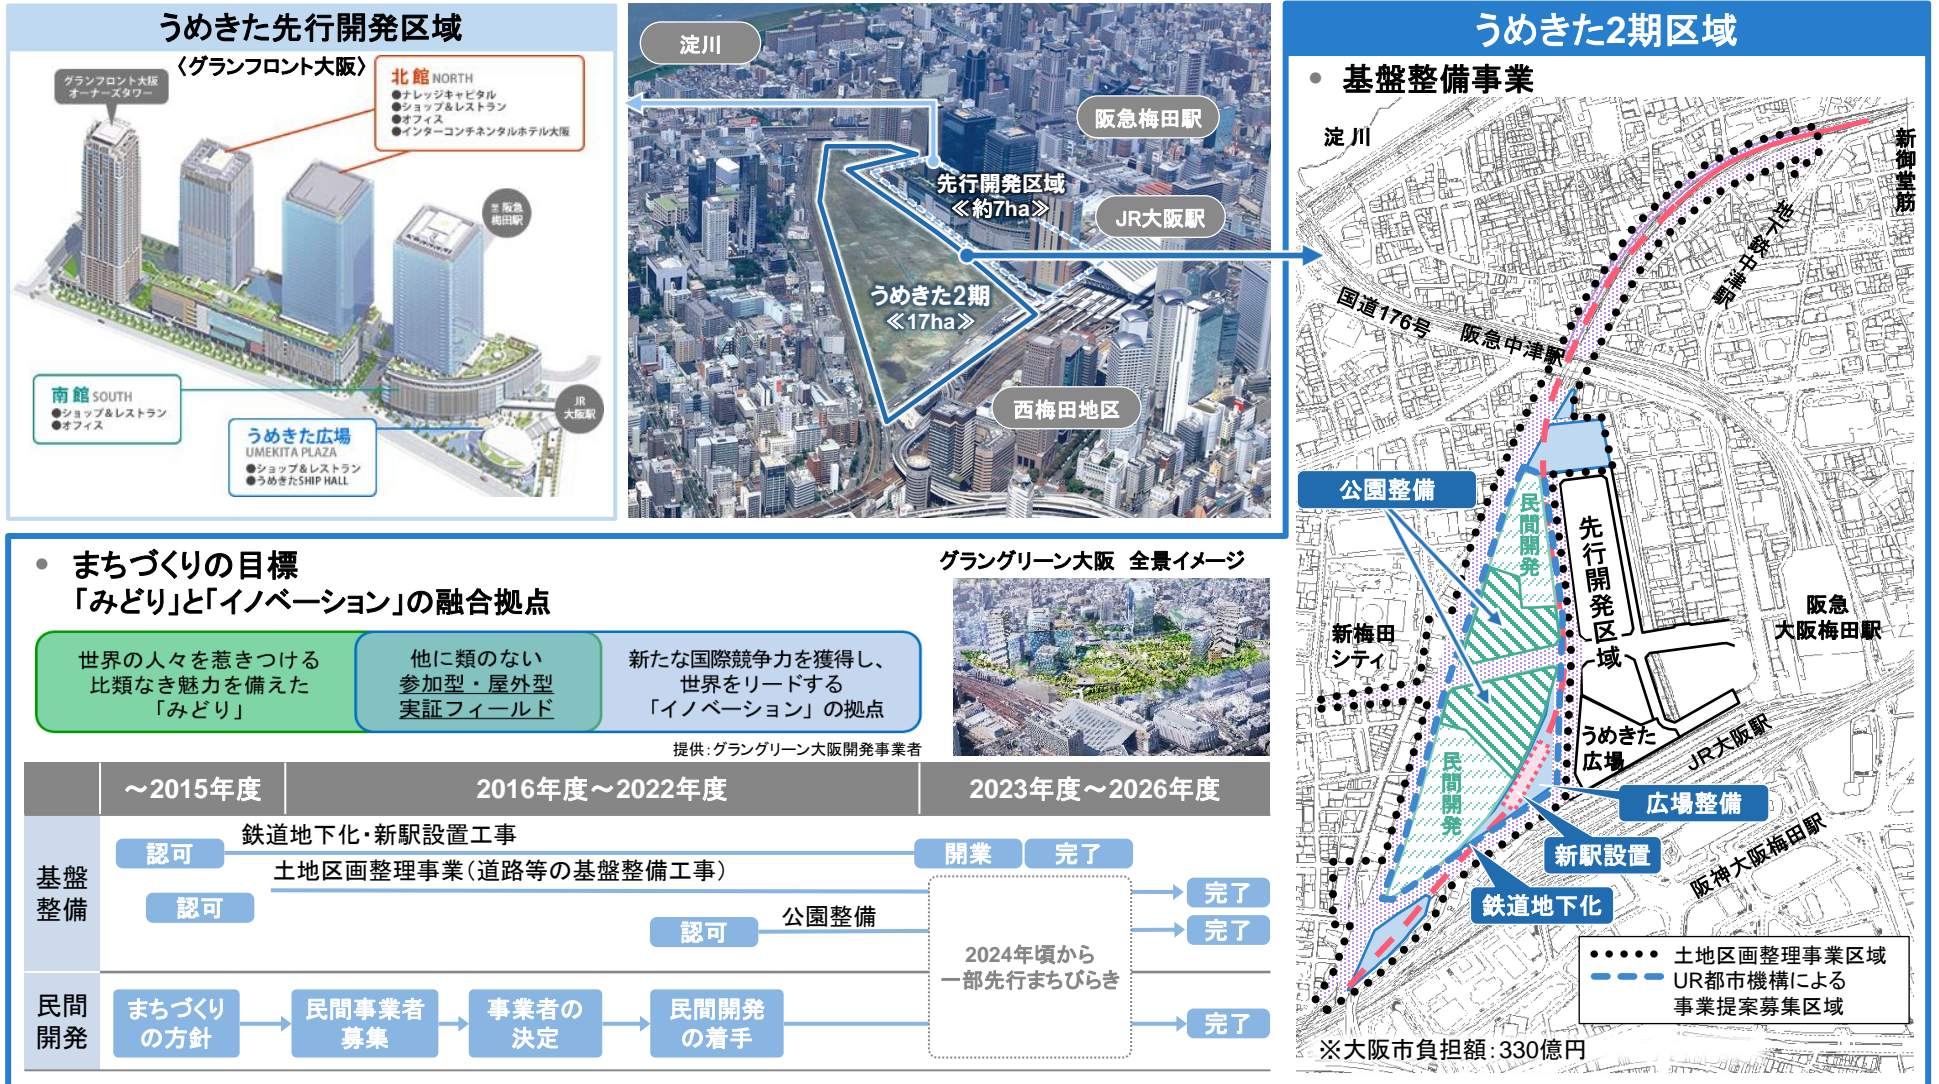 うめきた先行開発区域
〈グランフロント大阪〉
グランフロント大阪
オーナーズタワー
北館 NORTH
●ナレッジキャピタル
●ショップ&レストラン
●オフィス
●インターコンチネンタルホテル大阪
至 阪急
梅田駅
南館 SOUTH
●ショップ&レストラン
●オフィス
うめきた広場
UMEKITA PLAZA
●ショップ&レストラン
●うめきたSHIP HALL
JR
大阪駅
淀川
阪急梅田駅
先行開発区域
≪約7ha≫
JR大阪駅
うめきた2期
≪17ha≫
西梅田地区
うめきた2期区域
• 基盤整備事業
淀川
新御堂筋
地下鉄中津駅
国道176号
阪急中津駅
公園整備
民間開発
先行開発区域
新梅田
シティ
阪急
大阪梅田駅
うめきた
広場
JR大阪駅
民間開発
広場整備
新駅設置
阪神大阪梅田駅
鉄道地下化
土地区画整理事業区域
UR都市機構による
事業提案募集区域
※大阪市負担額：330億円
• まちづくりの目標
「みどり」と「イノベーション」の融合拠点
世界の人々を惹きつける
比類なき魅力を備えた
「みどり」
他に類のない
参加型・屋外型
実証フィールド
新たな国際競争力を獲得し、
世界をリードする
「イノベーション」の拠点
グラングリーン大阪 全景イメージ
提供：グラングリーン大阪開発事業者
～2015年度
2016年度～2022年度
2023年度～2026年度
基盤
整備
認可
鉄道地下化・新駅設置工事
開業
完了
認可
土地区画整理事業（道路等の基盤整備工事）
完了
認可
公園整備
完了
2024年頃から
一部先行まちびらき
民間
開発
まちづくり
の方針
民間事業者
募集
事業者の
決定
民間開発
の着手
完了